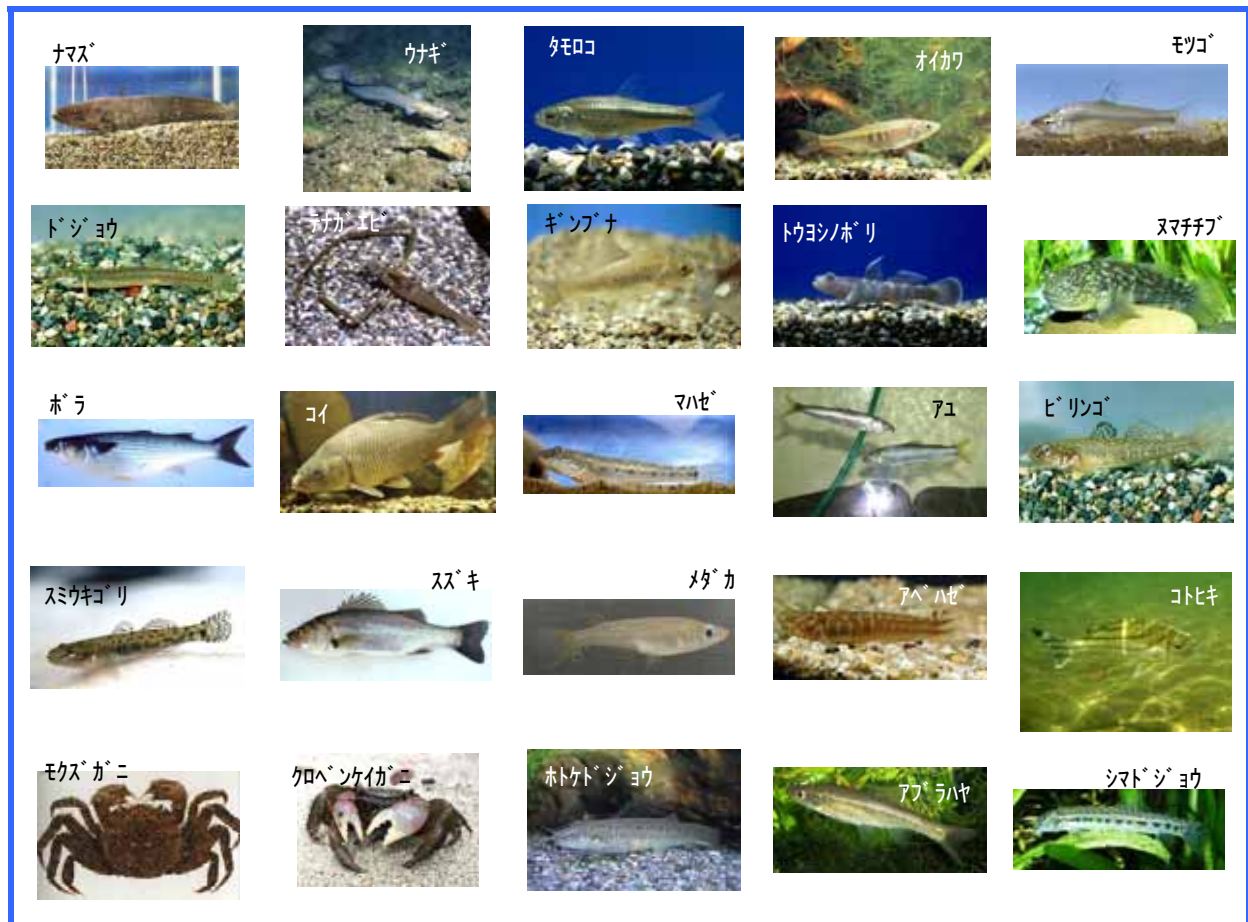 ﾅﾏｽﾞ
ｳﾅｷﾞ
ﾀﾓﾛｺ
ｵｲｶﾜ
ﾓﾂｺﾞ
ﾄﾞｼﾞｮｳ
ﾃﾅｶﾞｴﾋﾞ
ｷﾞﾝﾌﾞﾅ
ﾄｳﾖｼﾉﾎﾞﾘ
ﾇﾏﾁﾁﾌﾞ
ﾎﾞﾗ
ｺｲ
ﾏﾊｾﾞ
ｱﾕ
ﾋﾞﾘﾝｺﾞ
ｽﾐｳｷｺﾞﾘ
ｽｽﾞｷ
ﾒﾀﾞｶ
ｱﾍﾞﾊｾﾞ
ｺﾄﾋｷ
ﾓｸｽﾞｶﾞﾆ
ｸﾛﾍﾞﾝｹｲｶﾞﾆ
ﾎﾄｹﾄﾞｼﾞｮｳ
ｱﾌﾞﾗﾊﾔ
ｼﾏﾄﾞｼﾞｮｳ